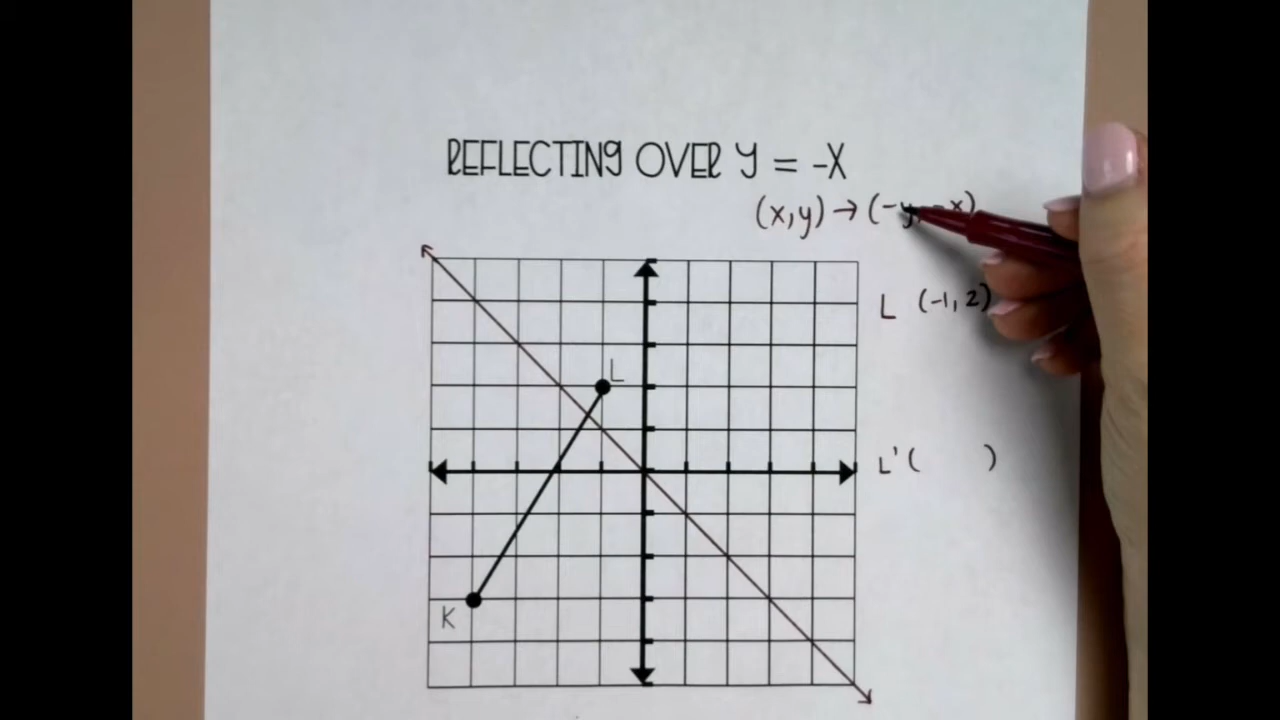 REFLECTING OVER Y = -X
(x,y) → (-y, -x)
L (-1, 2)
L
L' ( )
K